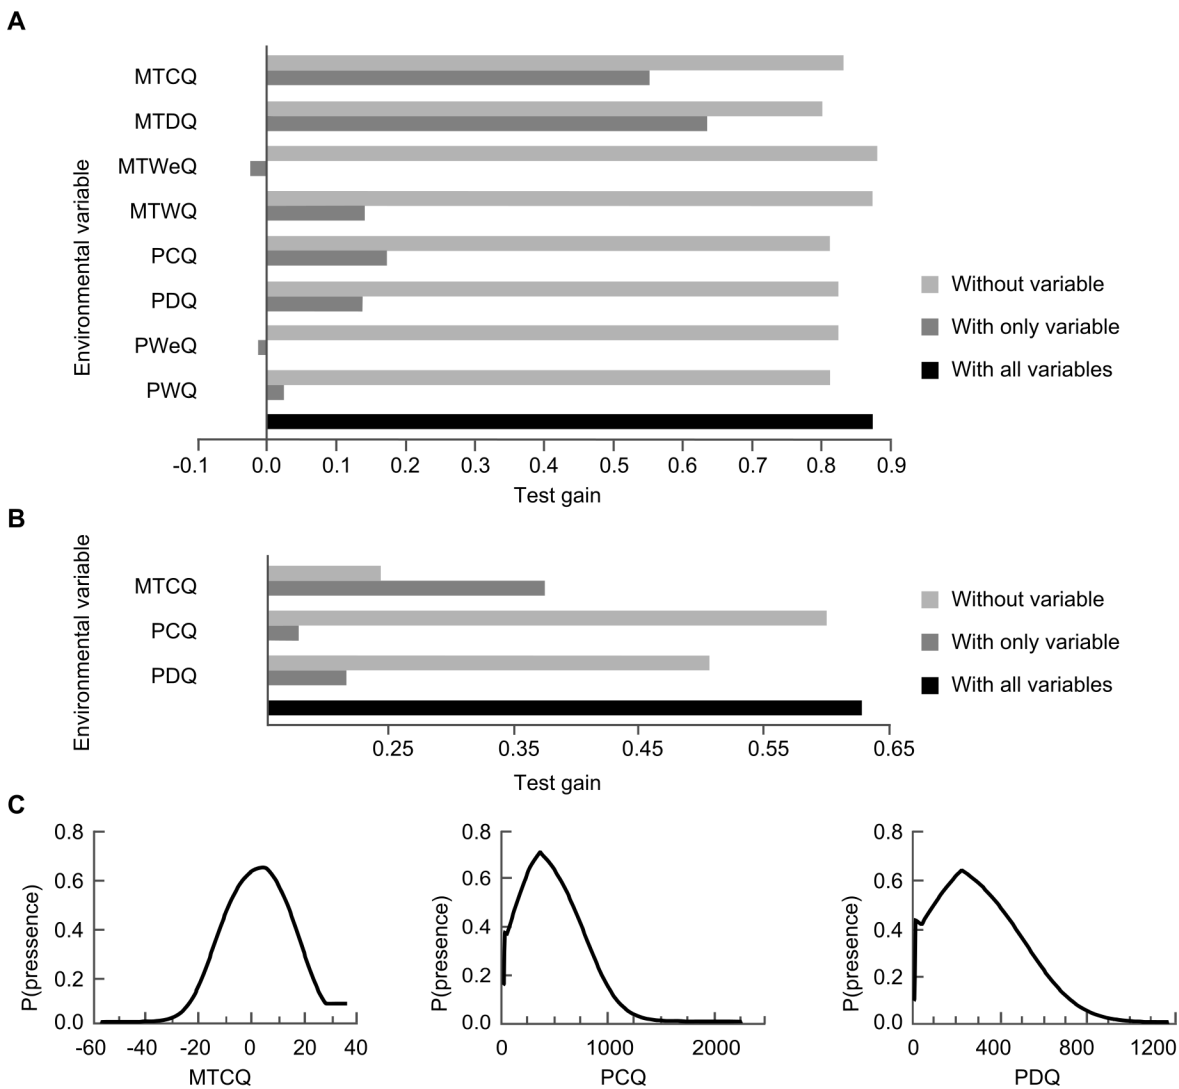 A
Environmental variable
MTCQ
MTDQ
MTWeQ
MTWQ
PCQ
PDQ
PWeQ
PWQ
Without variable
With only variable
With all variables
-0.1 0.0 0.1 0.2 0.3 0.4 0.5 0.6 0.7 0.8 0.9
Test gain
B
Environmental variable
MTCQ
PCQ
PDQ
Without variable
With only variable
With all variables
0.25 0.35 0.45 0.55 0.65
Test gain
C
P(presence)
0.8
0.6
0.4
0.2
0.0
-60 -40 -20 0 20 40
MTCQ
P(presence)
0.8
0.6
0.4
0.2
0.0
0 1000 2000
PCQ
P(presence)
0.8
0.6
0.4
0.2
0.0
0 400 800 1200
PDQ